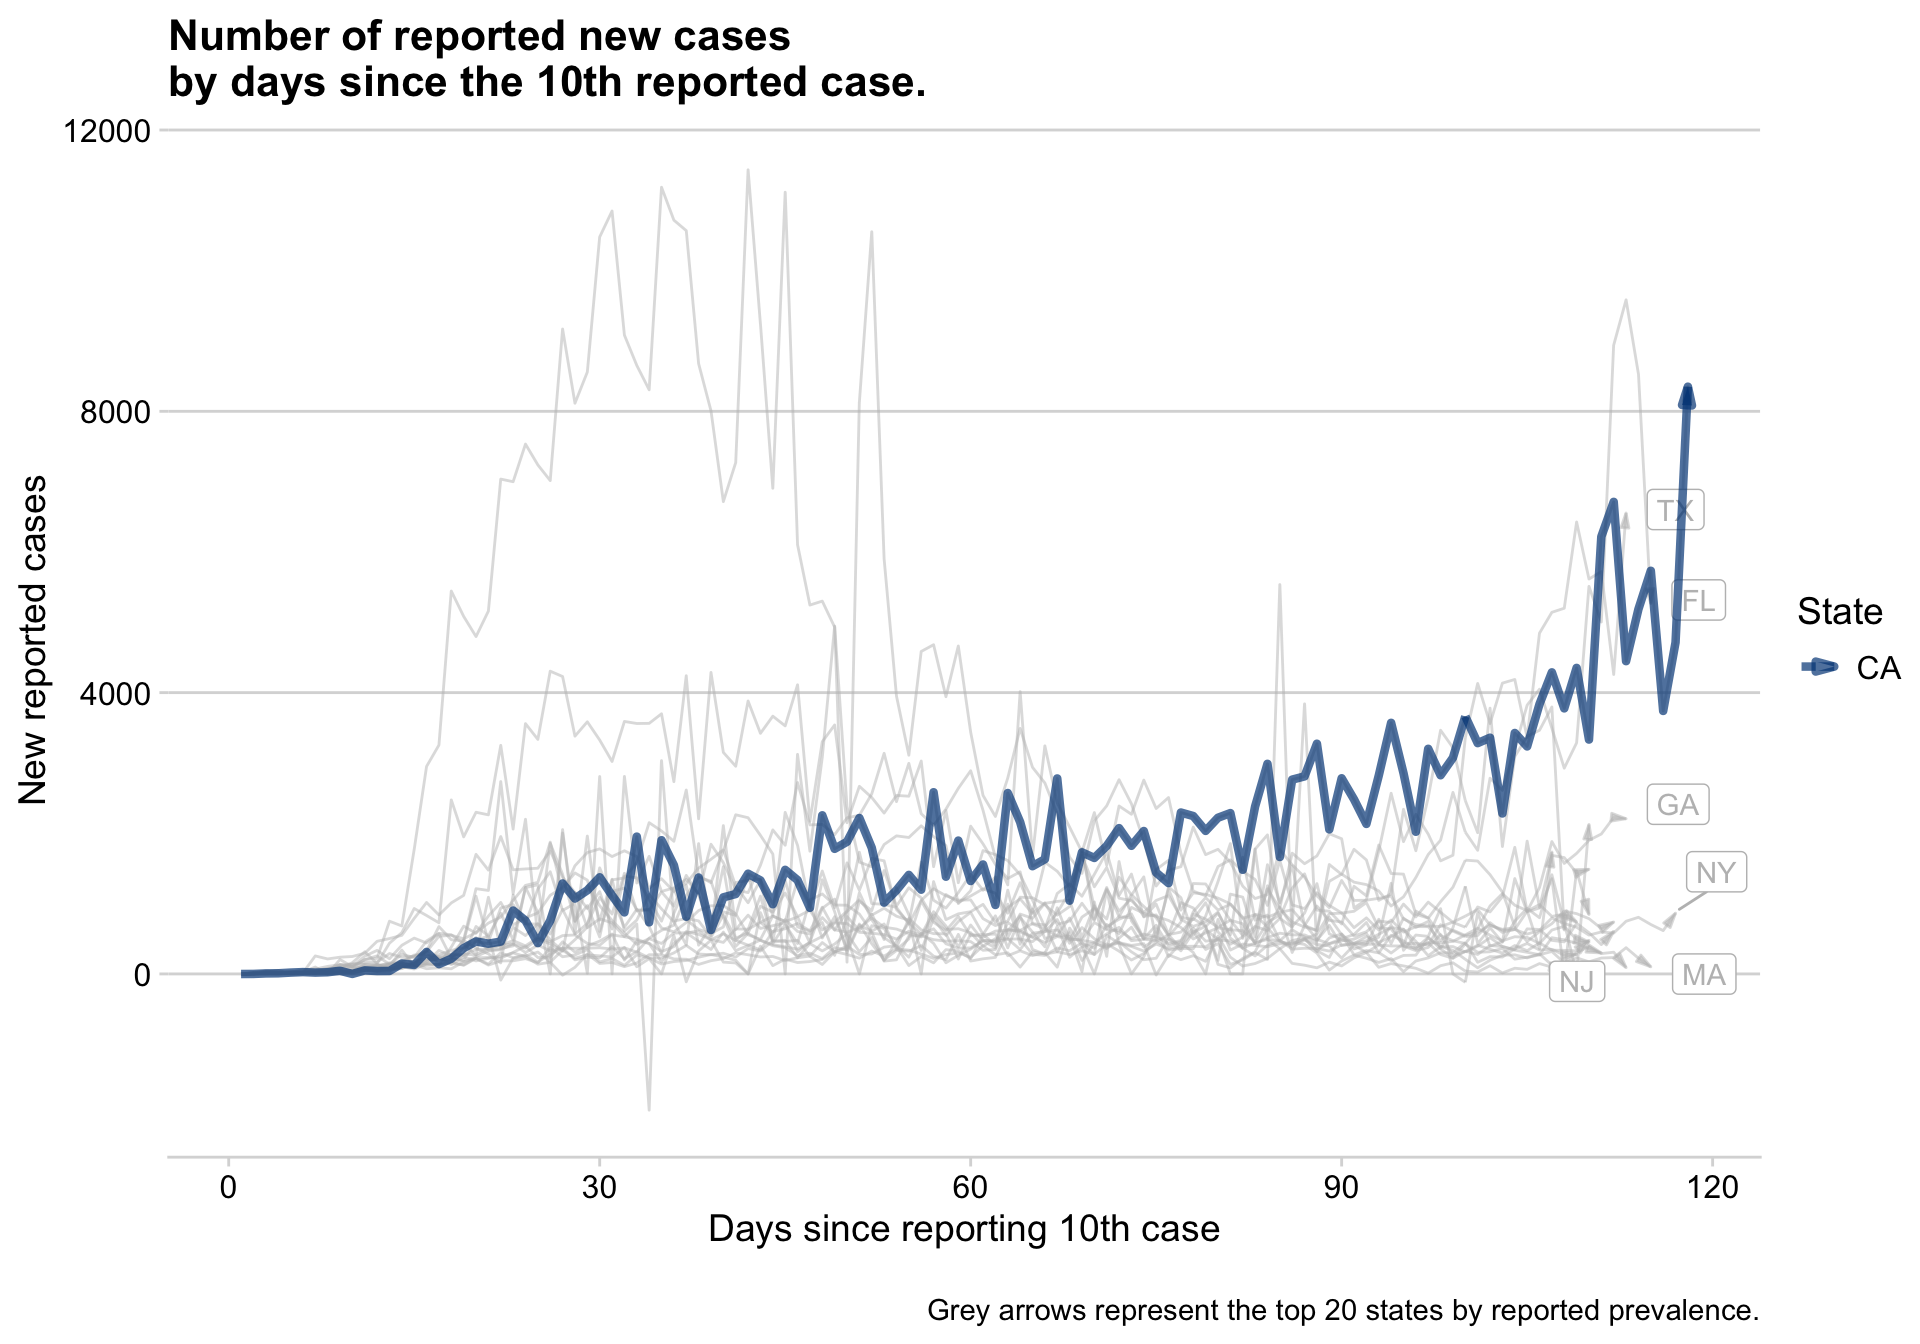 Number of reported new cases
by days since the 10th reported case.
12000
8000
4000
0
New reported cases
TX
FL
GA
NY
NJ
MA
State
CA
0
30
60
90
120
Days since reporting 10th case
Grey arrows represent the top 20 states by reported prevalence.